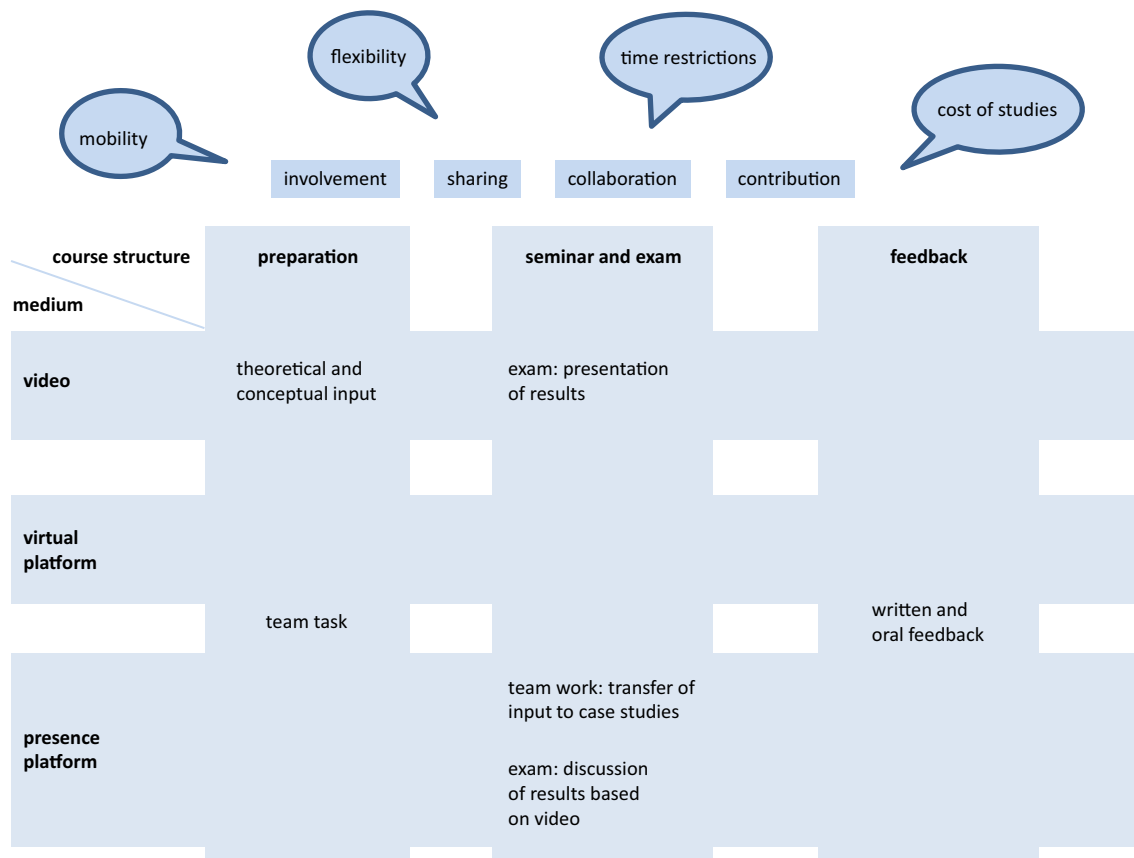 flexibility
time restrictions
mobility
cost of studies
involvement
sharing
collaboration
contribution
course structure
medium
preparation
seminar and exam
feedback
video
theoretical and
conceptual input
exam: presentation
of results
virtual
platform
team task
written and
oral feedback
presence
platform
team work: transfer of
input to case studies
exam: discussion
of results based
on video